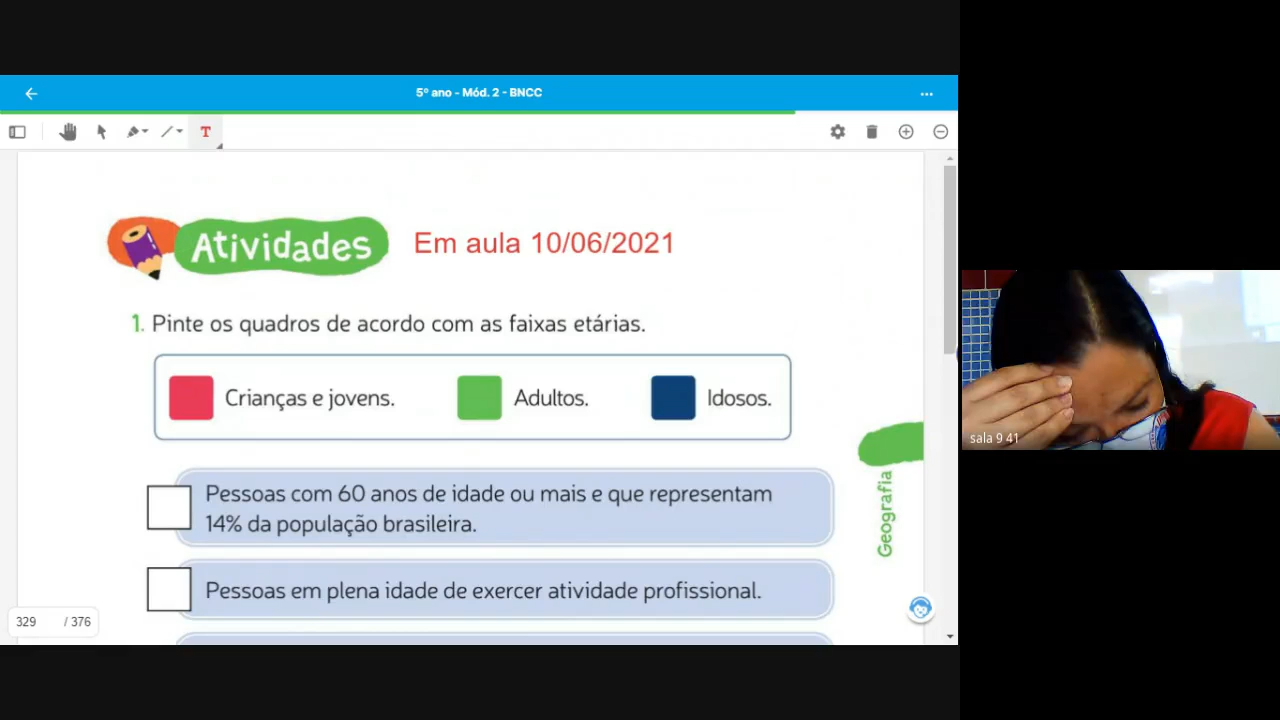 5º ano - Mód. 2 - BNCC
T
Atividades
Em aula 10/06/2021
1. Pinte os quadros de acordo com as faixas etárias.
Crianças e jovens.
Adultos.
Idosos.
Pessoas com 60 anos de idade ou mais e que representam
14% da população brasileira.
Pessoas em plena idade de exercer atividade profissional.
Geografia
329 / 376
sala 9 41